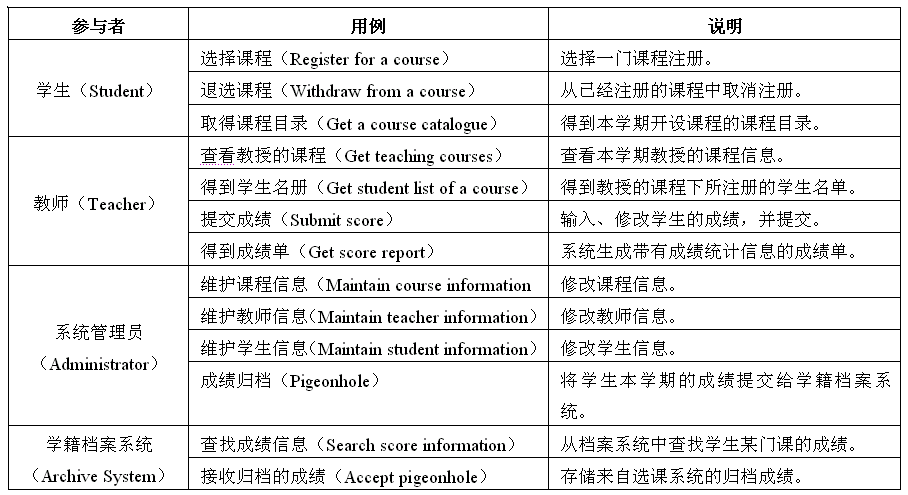 参与者 用例 说明
学生（Student） 选择课程（Register for a course） 选择一门课程注册。
退选课程（Withdraw from a course） 从已经注册的课程中取消注册。
取得课程目录（Get a course catalogue） 得到本学期开设课程的课程目录。
教师（Teacher） 查看教授的课程（Get teaching courses） 查看本学期教授的课程信息。
得到学生名册（Get student list of a course） 得到教授的课程下所注册的学生名单。
提交成绩（Submit score） 输入、修改学生的成绩，并提交。
得到成绩单（Get score report） 系统生成带有成绩统计信息的成绩单。
系统管理员
（Administrator）
维护课程信息（Maintain course information 修改课程信息。
维护教师信息（Maintain teacher information） 修改教师信息。
维护学生信息（Maintain student information） 修改学生信息。
成绩归档（Pigeonhole） 将学生本学期的成绩提交给学籍档案系
统。
学籍档案系统
（Archive System）
查找成绩信息（Search score information） 从档案系统中查找学生某门课的成绩。
接收归档的成绩（Accept pigeonhole） 存储来自选课系统的归档成绩。